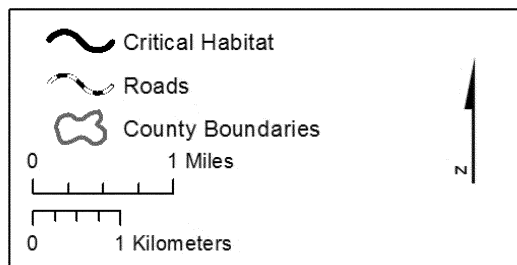 Critical Habitat
Roads
County Boundaries
0 1 Miles
0 1 Kilometers
N